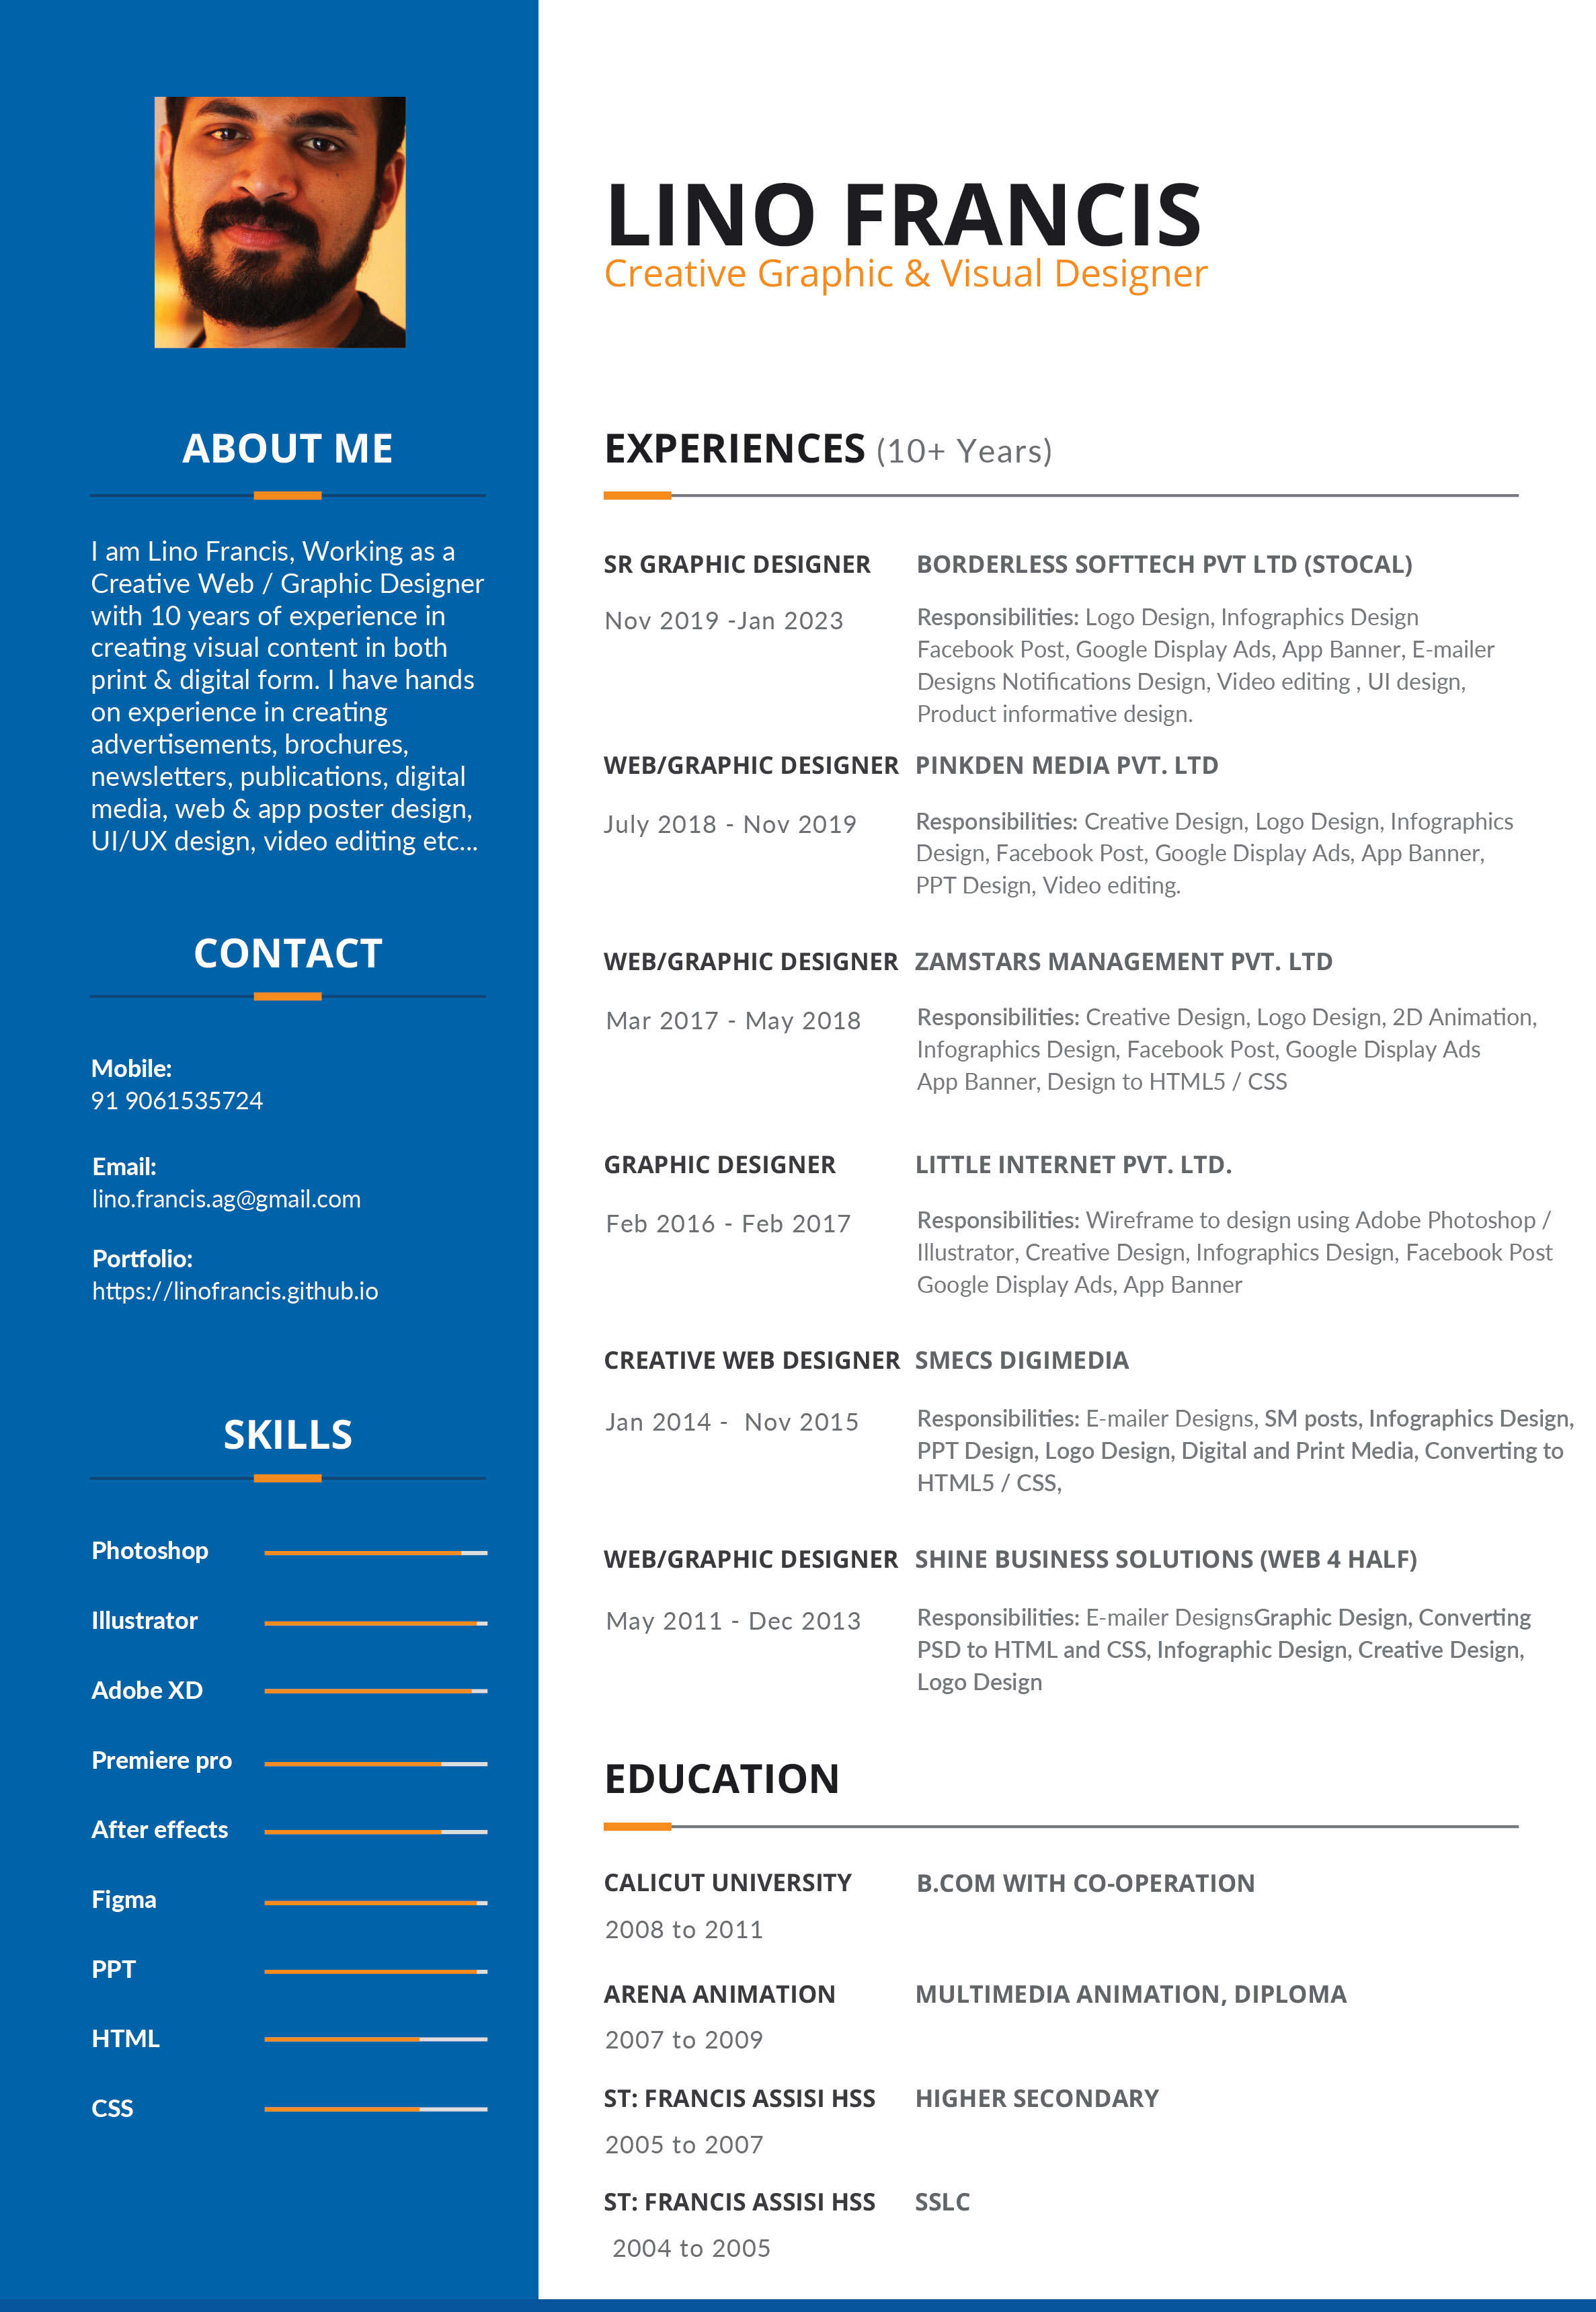 LINO FRANCIS
Creative Graphic & Visual Designer
ABOUT ME
I am Lino Francis, Working as a
Creative Web / Graphic Designer
with 10 years of experience in
creating visual content in both
print & digital form. I have hands
on experience in creating
advertisements, brochures,
newsletters, publications, digital
media, web & app poster design,
UI/UX design, video editing etc...
CONTACT
Mobile:
91 9061535724
Email:
lino.francis.ag@gmail.com
Portfolio:
https://linofrancis.github.io
SKILLS
Photoshop
Illustrator
Adobe XD
Premiere pro
After effects
Figma
PPT
HTML
CSS
EXPERIENCES (10+ Years)
SR GRAPHIC DESIGNER
Nov 2019 -Jan 2023
BORDERLESS SOFTTECH PVT LTD (STOCAL)
Responsibilities: Logo Design, Infographics Design
Facebook Post, Google Display Ads, App Banner, E-mailer
Designs Notifications Design, Video editing , UI design,
Product informative design.
WEB/GRAPHIC DESIGNER
July 2018 - Nov 2019
PINKDEN MEDIA PVT. LTD
Responsibilities: Creative Design, Logo Design, Infographics
Design, Facebook Post, Google Display Ads, App Banner,
PPT Design, Video editing.
WEB/GRAPHIC DESIGNER
Mar 2017 - May 2018
ZAMSTARS MANAGEMENT PVT. LTD
Responsibilities: Creative Design, Logo Design, 2D Animation,
Infographics Design, Facebook Post, Google Display Ads
App Banner, Design to HTML5 / CSS
GRAPHIC DESIGNER
Feb 2016 - Feb 2017
LITTLE INTERNET PVT. LTD.
Responsibilities: Wireframe to design using Adobe Photoshop /
Illustrator, Creative Design, Infographics Design, Facebook Post
Google Display Ads, App Banner
CREATIVE WEB DESIGNER
Jan 2014 - Nov 2015
SMECS DIGIMEDIA
Responsibilities: E-mailer Designs, SM posts, Infographics Design,
PPT Design, Logo Design, Digital and Print Media, Converting to
HTML5 / CSS,
WEB/GRAPHIC DESIGNER
May 2011 - Dec 2013
SHINE BUSINESS SOLUTIONS (WEB 4 HALF)
Responsibilities: E-mailer DesignsGraphic Design, Converting
PSD to HTML and CSS, Infographic Design, Creative Design,
Logo Design
EDUCATION
CALICUT UNIVERSITY
2008 to 2011
B.COM WITH CO-OPERATION
ARENA ANIMATION
2007 to 2009
MULTIMEDIA ANIMATION, DIPLOMA
ST: FRANCIS ASSISI HSS
2005 to 2007
HIGHER SECONDARY
ST: FRANCIS ASSISI HSS
2004 to 2005
SSLC